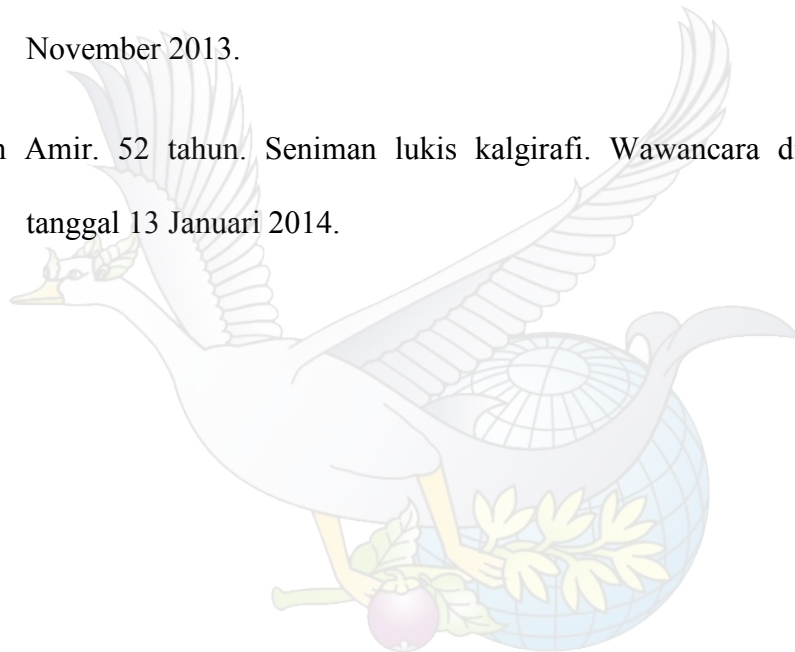 November 2013.
Amir. 52 tahun. Seniman lukis kalgirafi. Wawancara
tanggal 13 Januari 2014.